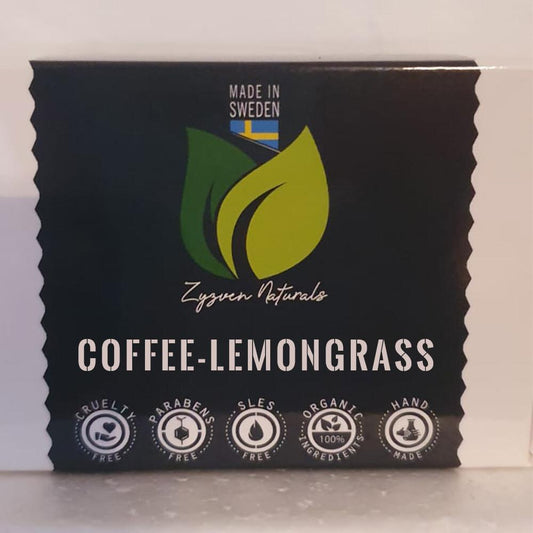 MADE IN
SWEDEN
Zyzven Naturals
COFFEE-LEMONGRASS
CRUELTY
FREE
PARABENS
FREE
SLES
FREE
ORGANIC
100%
INGREDIENTS
HAND
MADE